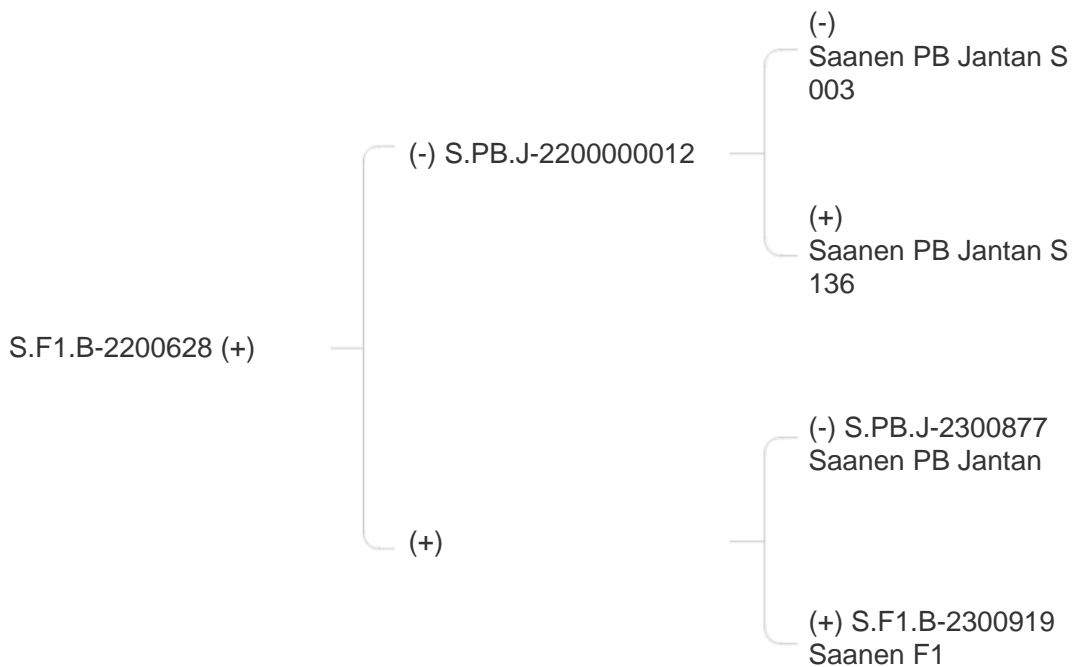 (-)
Saanen PB Jantan S
003
(-) S.PB.J-2200000012
(+)
Saanen PB Jantan S
136
S.F1.B-2200628 (+)
(-) S.PB.J-2300877
Saanen PB Jantan
(+)
(+) S.F1.B-2300919
Saanen F1